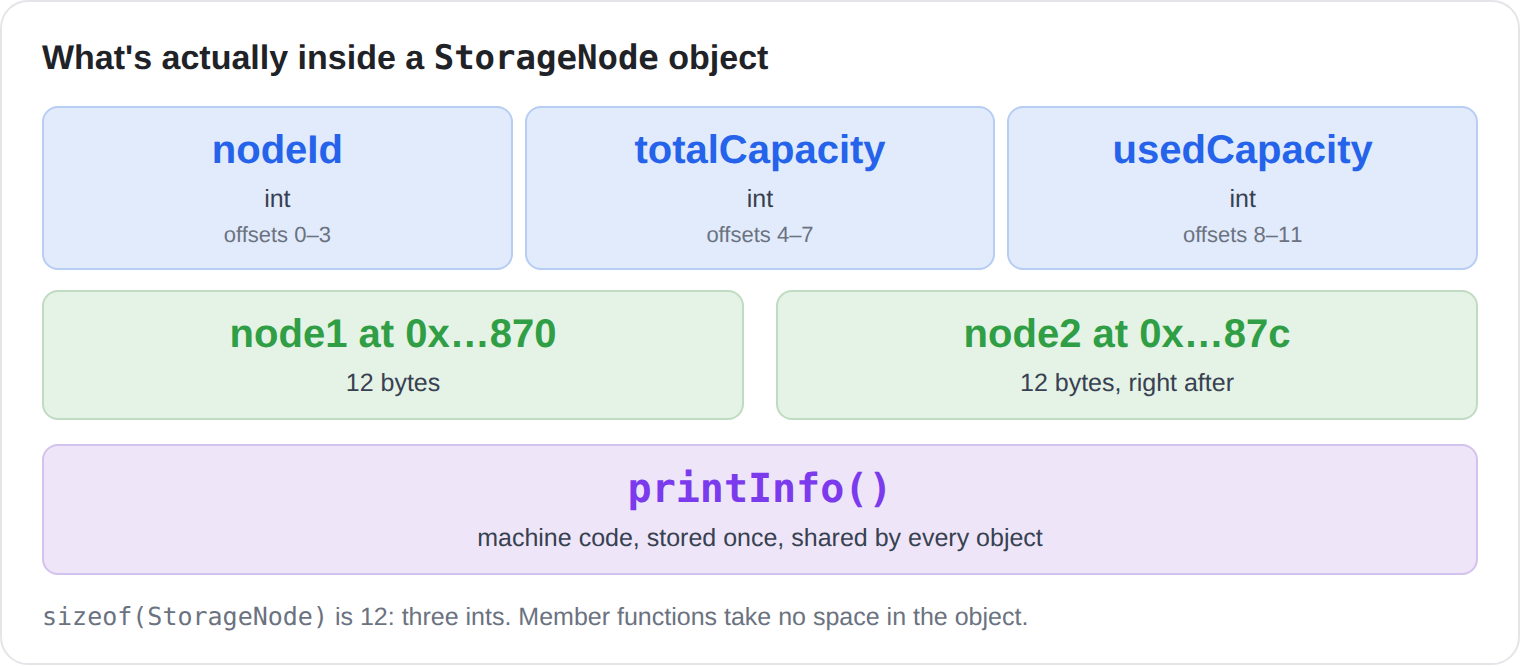 What's actually inside a StorageNode object
nodeId
int
offsets 0–3
totalCapacity
int
offsets 4–7
usedCapacity
int
offsets 8–11
node1 at 0x…870
12 bytes
node2 at 0x…87c
12 bytes, right after
printInfo()
machine code, stored once, shared by every object
sizeof(StorageNode) is 12: three ints. Member functions take no space in the object.